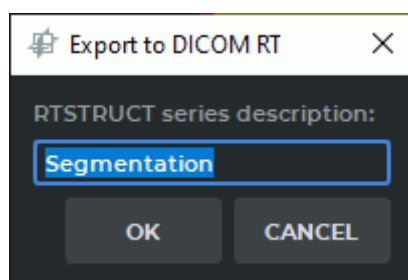 Export to DICOM RT
RTSTRUCT series description:
Segmentation
OK CANCEL